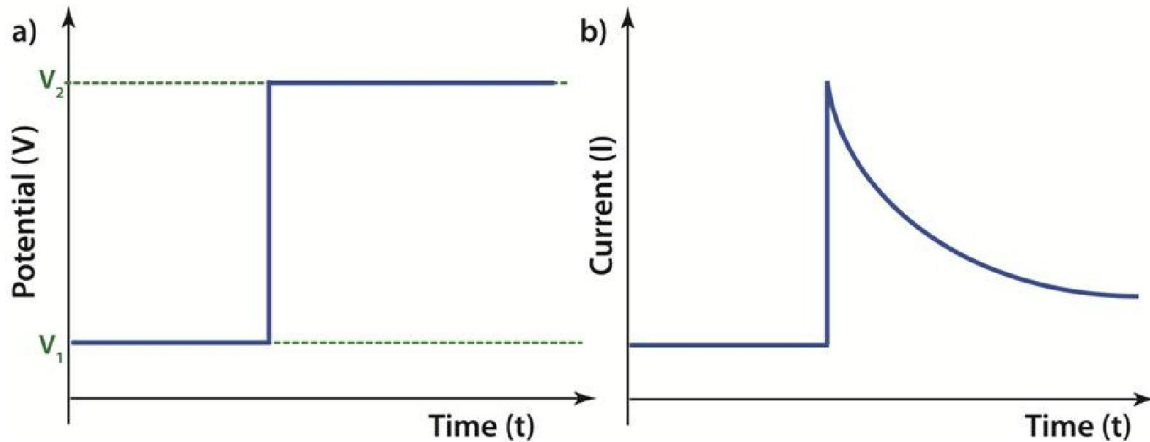 a)
V₂
Potential (V)
V₁
Time (t)
b)
Current (I)
Time (t)